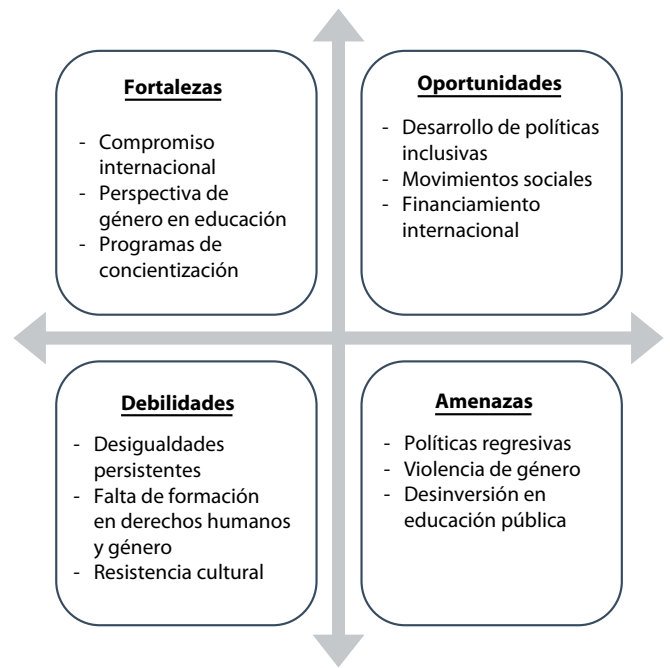 Fortalezas
- Compromiso
internacional
- Perspectiva de
género en educación
- Programas de
concientización
Oportunidades
- Desarrollo de políticas
inclusivas
- Movimientos sociales
- Financiamiento
internacional
Debilidades
- Desigualdades
persistentes
- Falta de formación
en derechos humanos
y género
- Resistencia cultural
Amenazas
- Políticas regresivas
- Violencia de género
- Desinversión en
educación pública